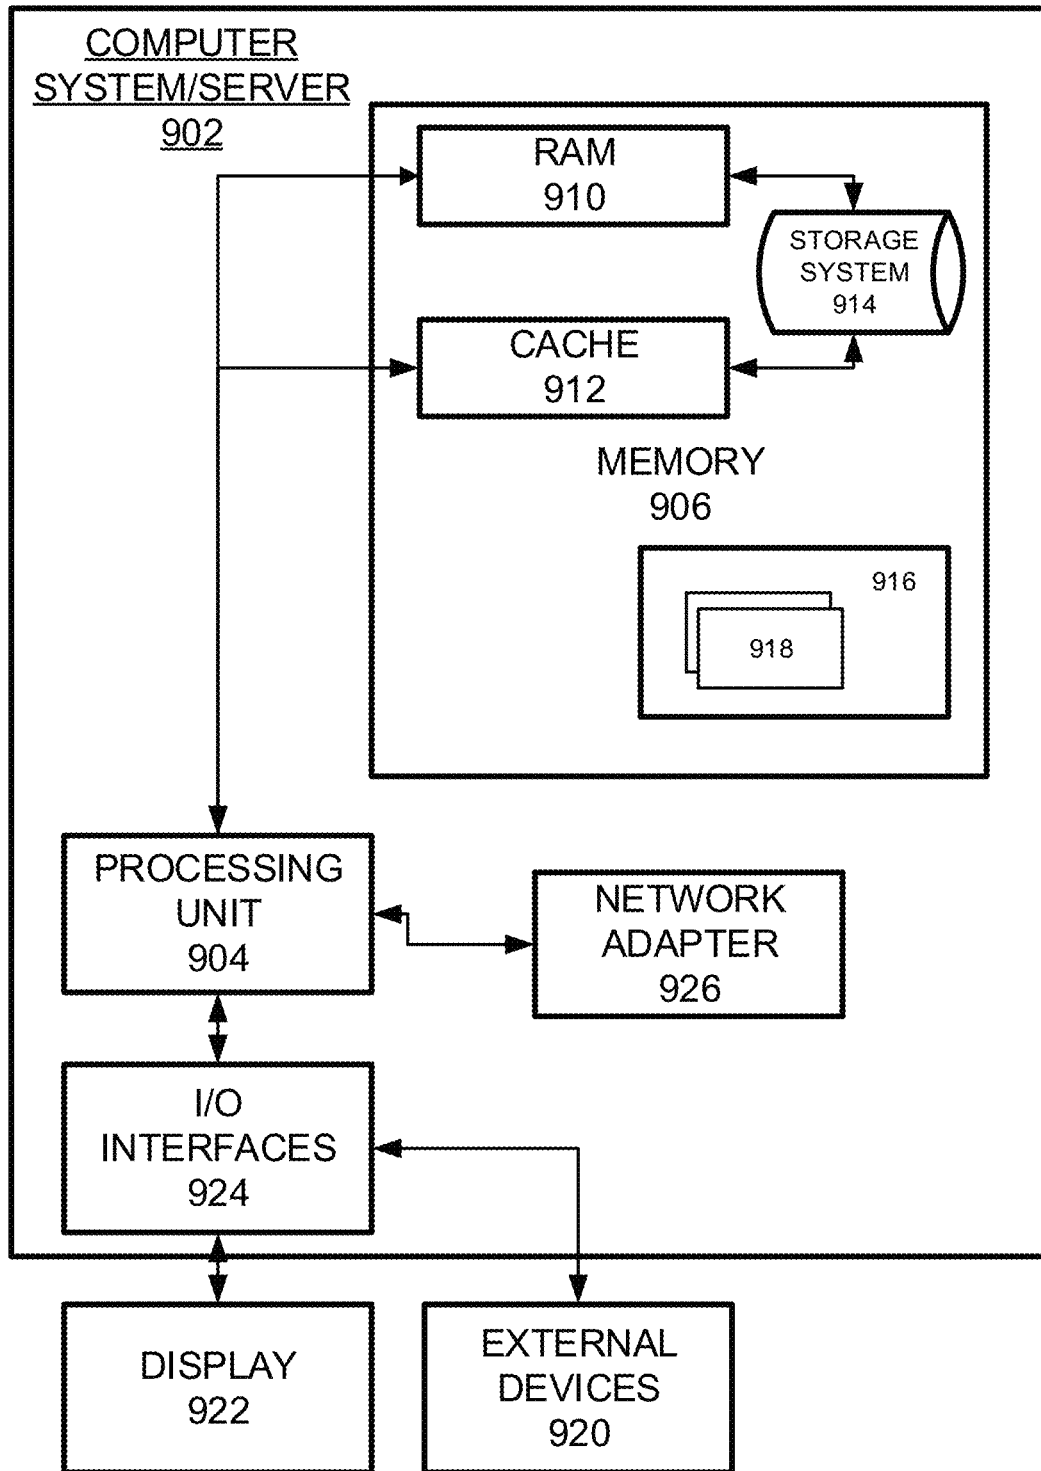 COMPUTER
SYSTEM/SERVER
902
RAM
910
STORAGE
SYSTEM
914
CACHE
912
MEMORY
906
916
918
PROCESSING
UNIT
904
NETWORK
ADAPTER
926
I/O
INTERFACES
924
DISPLAY
922
EXTERNAL
DEVICES
920